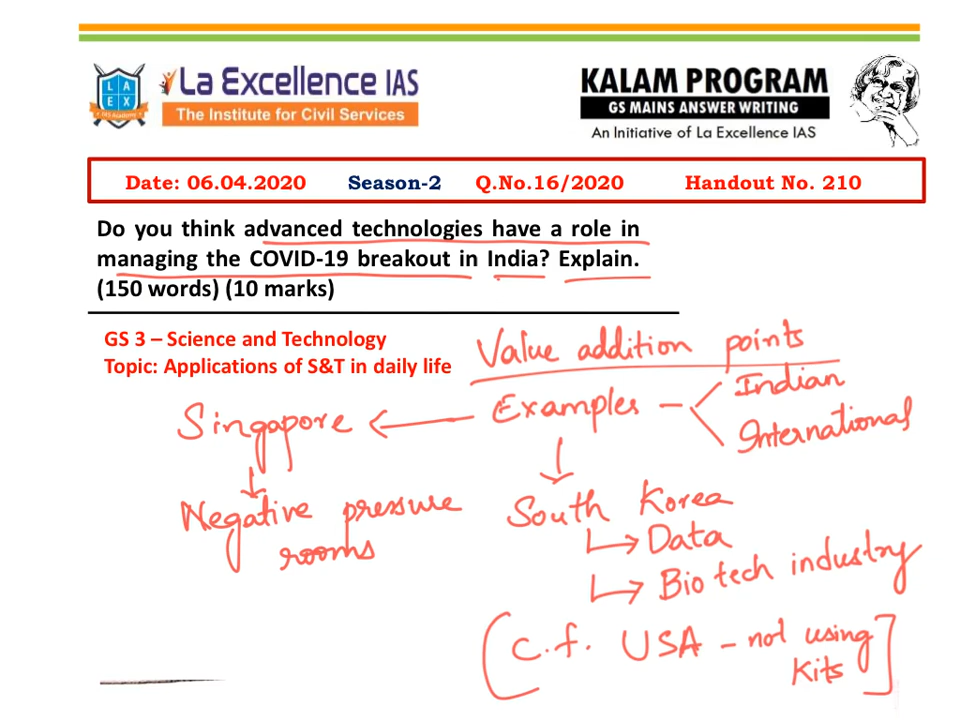 La Excellence IAS
The Institute for Civil Services
LAEX
IAS Academy
KALAM PROGRAM
GS MAINS ANSWER WRITING
An Initiative of La Excellence IAS
Date: 06.04.2020 Season-2 Q.No.16/2020 Handout No. 210
Do you think advanced technologies have a role in
managing the COVID-19 breakout in India? Explain.
(150 words) (10 marks)
GS 3 – Science and Technology
Topic: Applications of S&T in daily life
Value addition points
Singapore ← Examples – Indian
International
Negative pressure
rooms
South Korea
→ Data
→ Biotech industry
[C.f. USA – not using
Kits]